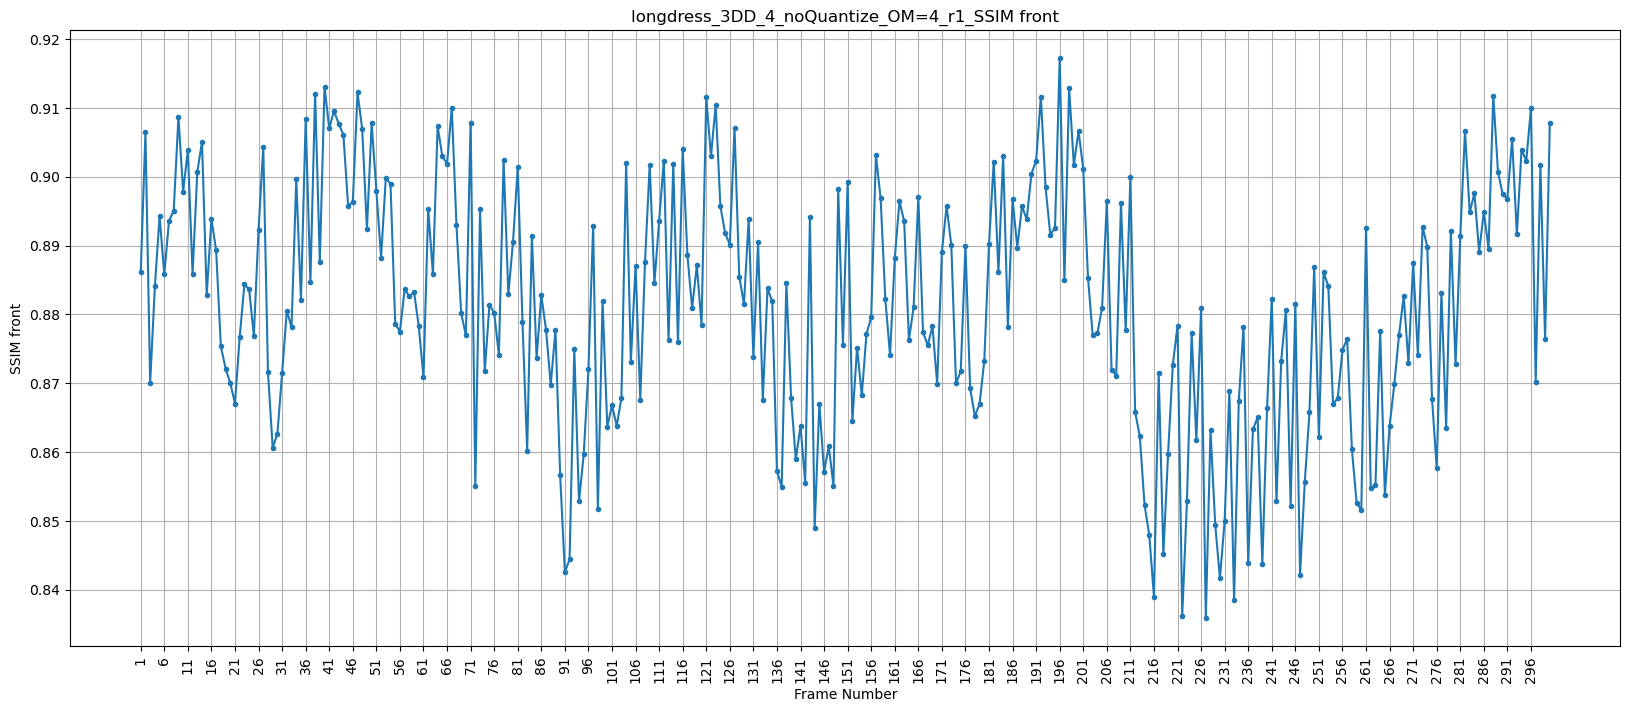 longdress_3DD_4_noQuantize_OM=4_r1_SSIM front
SSIM front
0.92
0.91
0.90
0.89
0.88
0.87
0.86
0.85
0.84
1 6 11 16 21 26 31 36 41 46 51 56 61 66 71 76 81 86 91 96 101 106 111 116 121 126 131 136 141 146 151 156 161 166 171 176 181 186 191 196 201 206 211 216 221 226 231 236 241 246 251 256 261 266 271 276 281 286 291 296
Frame Number